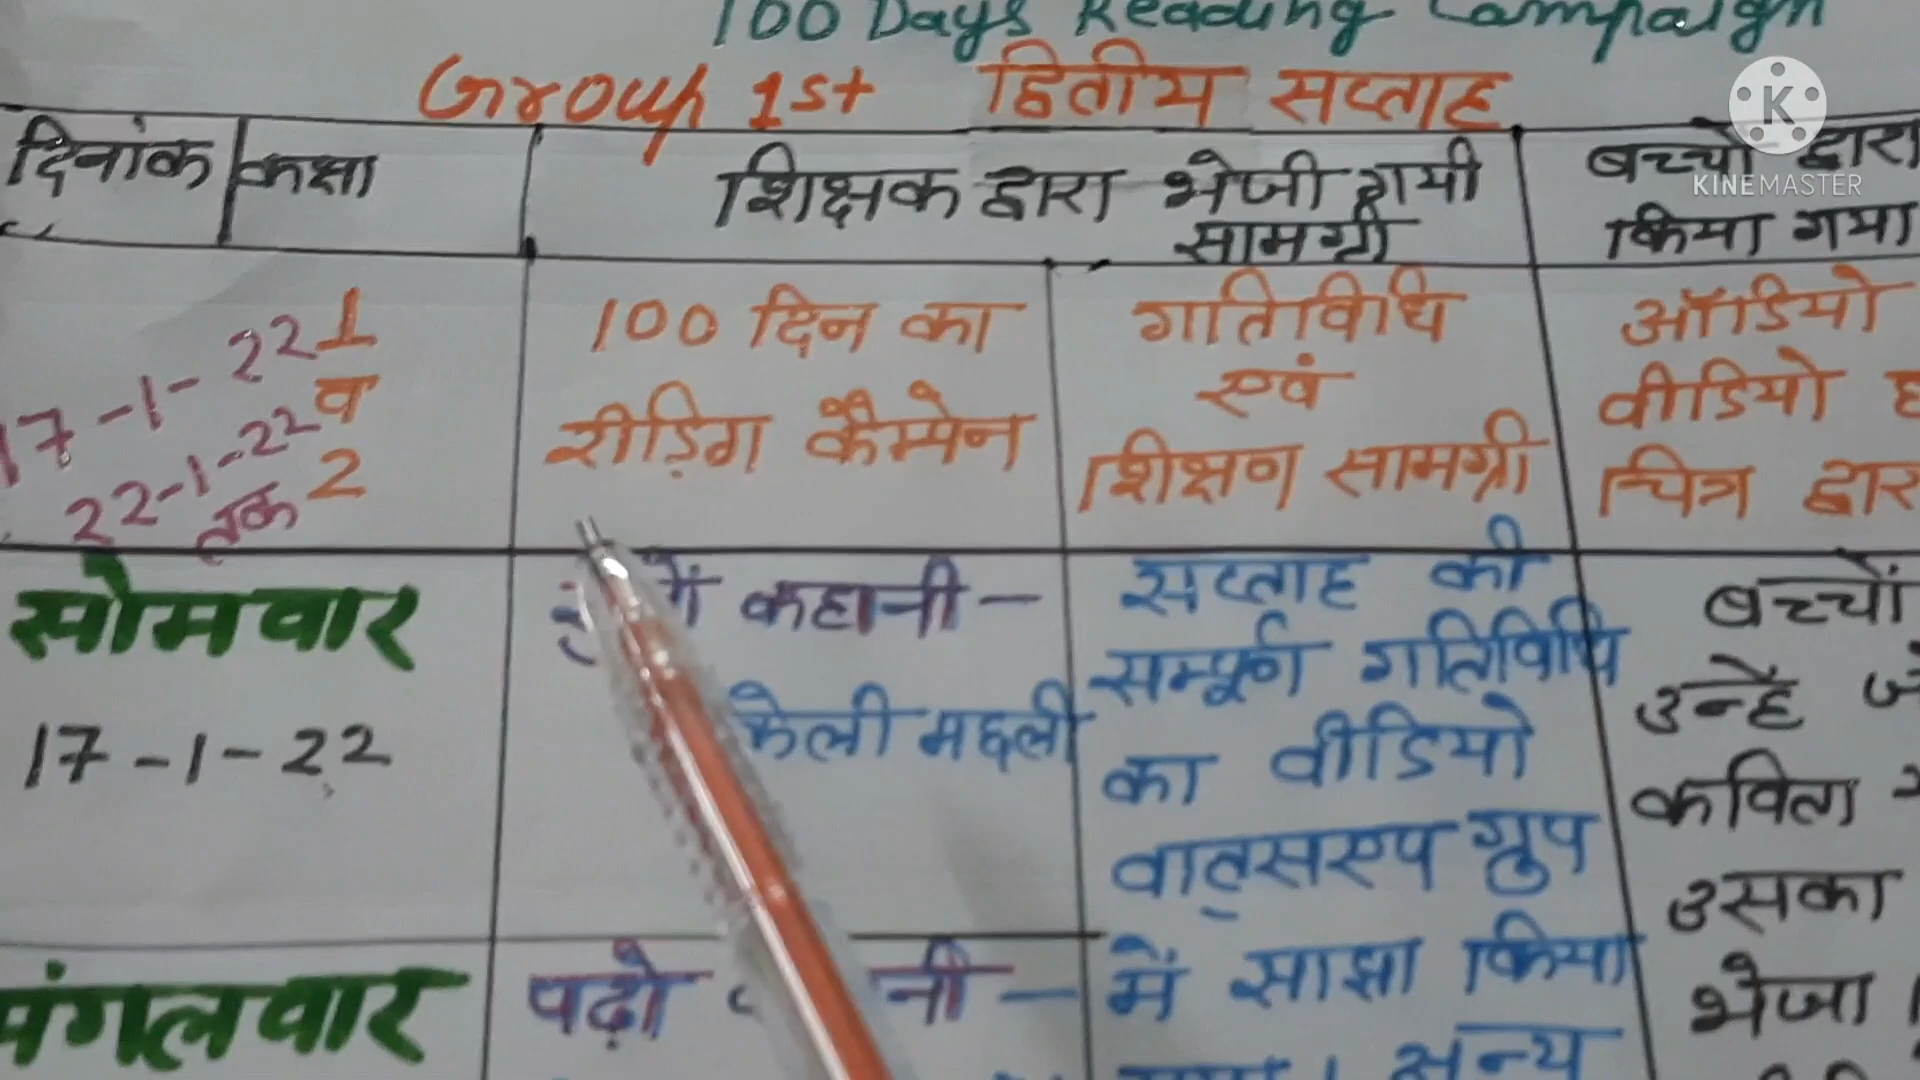 100 Days Reading Campaign
Group 1st द्वितीय सप्ताह
दिनांक कक्षा शिक्षक द्वारा भेजी गयी सामग्री
बच्चों द्वारा किया गया
17-1-22
22-1-22
तक
1
व
2
100 दिन का
रीडिंग कैम्पेन
गतिविधि
एवं
शिक्षण सामग्री
ऑडियो
वीडियो
चित्र
सोमवार
17-1-22
कहानी -
मछली
सप्ताह की
सम्पूर्ण गतिविधि
का वीडियो
वाट्सएप ग्रुप
में साझा किया
अन्य
बच्चों
उन्हें
कविता
उसका
भेजा
मंगलवार
पढ़ो
KINEMASTER